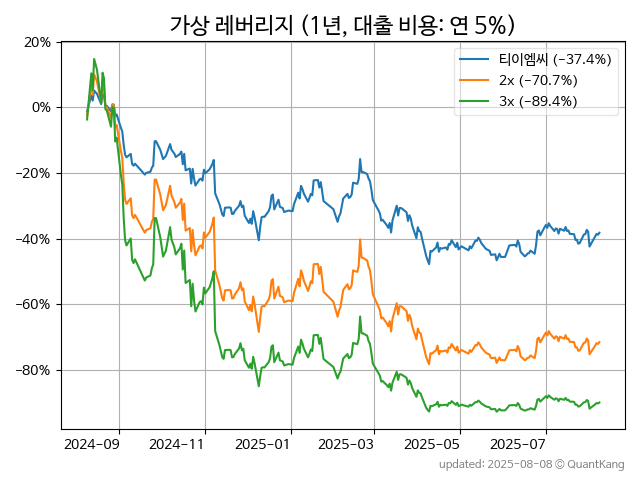 가상 레버리지 (1년, 대출 비용: 연 5%)
20%
0%
−20%
−40%
−60%
−80%
티이엠씨 (−37.4%)
2x (−70.7%)
3x (−89.4%)
2024-09 2024-11 2025-01 2025-03 2025-05 2025-07
updated: 2025-08-08 © QuantKang